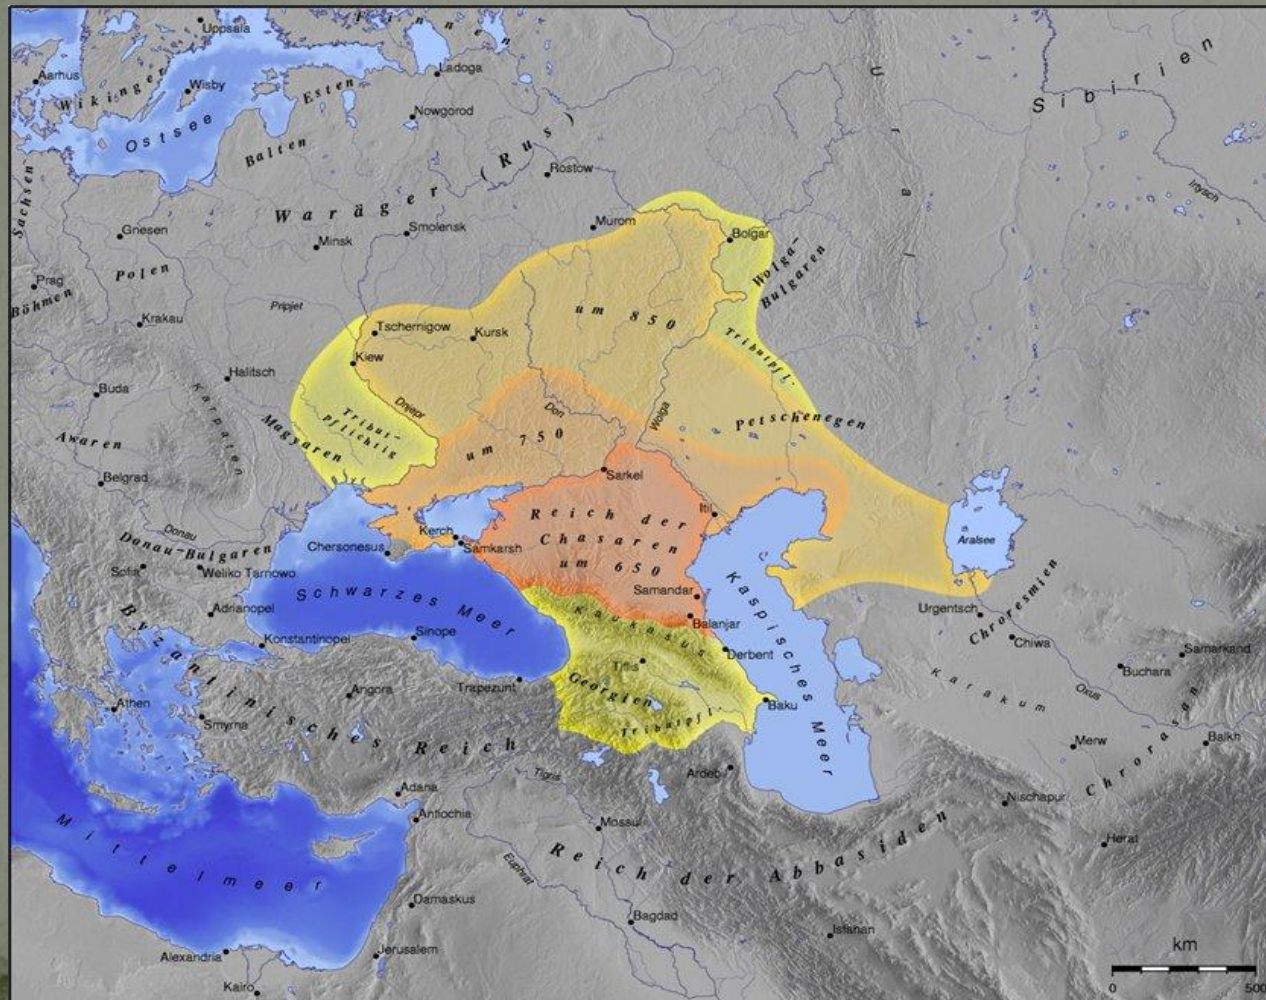 Finnen
Uppsala
Ladoga
Aarhus
Wikinger
Wisby
Esten
Ural
Sibirien
Ostsee
Nowgorod
Balten
Irtysch
Sachsen
Waräger (Rus)
Rostow
Gnesen
Minsk
Smolensk
Murom
Bolgar
Wolga-
Bulgaren
Polen
Prag
Böhmen
Pripjet
Krakau
um 850
Tschernigow
Kursk
Tributpfl.
Kiew
Halitsch
Buda
Karpaten
Dnjepr
Don
Wolga
Petschenegen
Magyaren
Tribut-
pflichtig
um 750
Awaren
Belgrad
Sarkel
Itil
Donau
Donau-Bulgaren
Kerch
Samkarsh
Chersonesus
Reich der
Chasaren
um 650
Aralsee
Sofia
Weliko Tarnowo
Schwarzes Meer
Samandar
Kaspisches Meer
Urgentsch
Chroresmien
Adrianopel
Balanjar
Kaukasus
Konstantinopel
Sinope
Derbent
Chiwa
Samarkand
Buchara
Tiflis
Georgien
Trapezunt
Angora
Karakum
Oxus
Athen
Smyrna
Byzantinisches Reich
Baku
Tributpfl.
Merw
Balkh
Chrorasan
Ardebil
Tigris
Adana
Nischapur
Antiochia
Mossul
Mittelmeer
Euphrat
Reich der Abbasiden
Herat
Damaskus
Bagdad
Isfahan
Alexandria
Jerusalem
Kairo
km
0
500